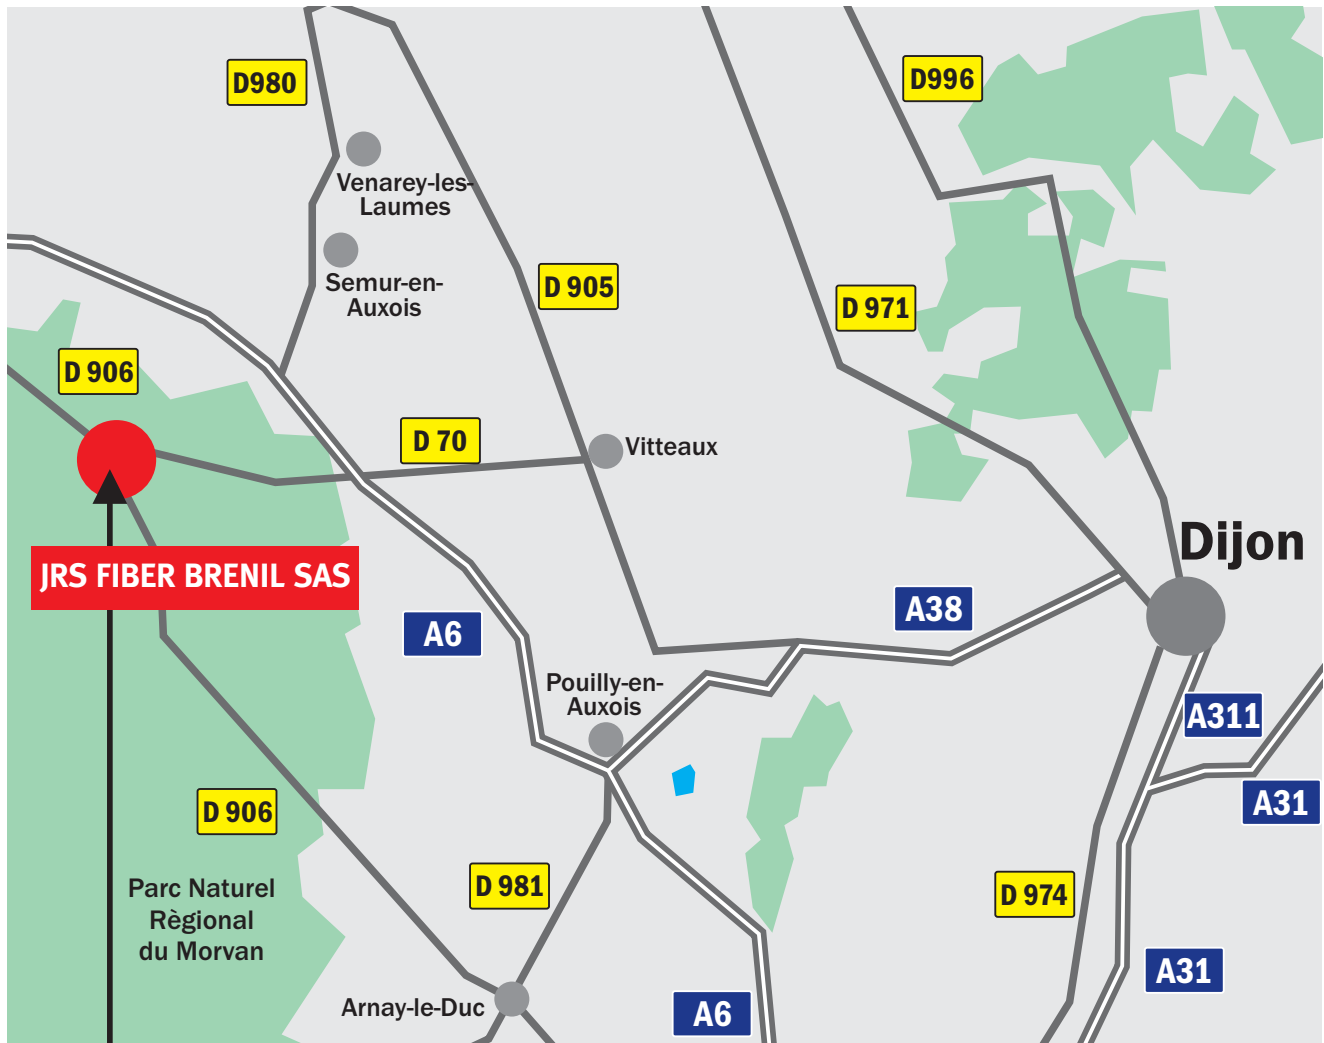 D980
D996
Venarey-les-
Laumes
Semur-en-
Auxois
D 905
D 971
D 906
D 70
Vitteaux
Dijon
JRS FIBER BRENIL SAS
A6
A38
Pouilly-en-
Auxois
A311
A31
D 906
D 981
D 974
Parc Naturel
Règional
du Morvan
A31
Arnay-le-Duc
A6